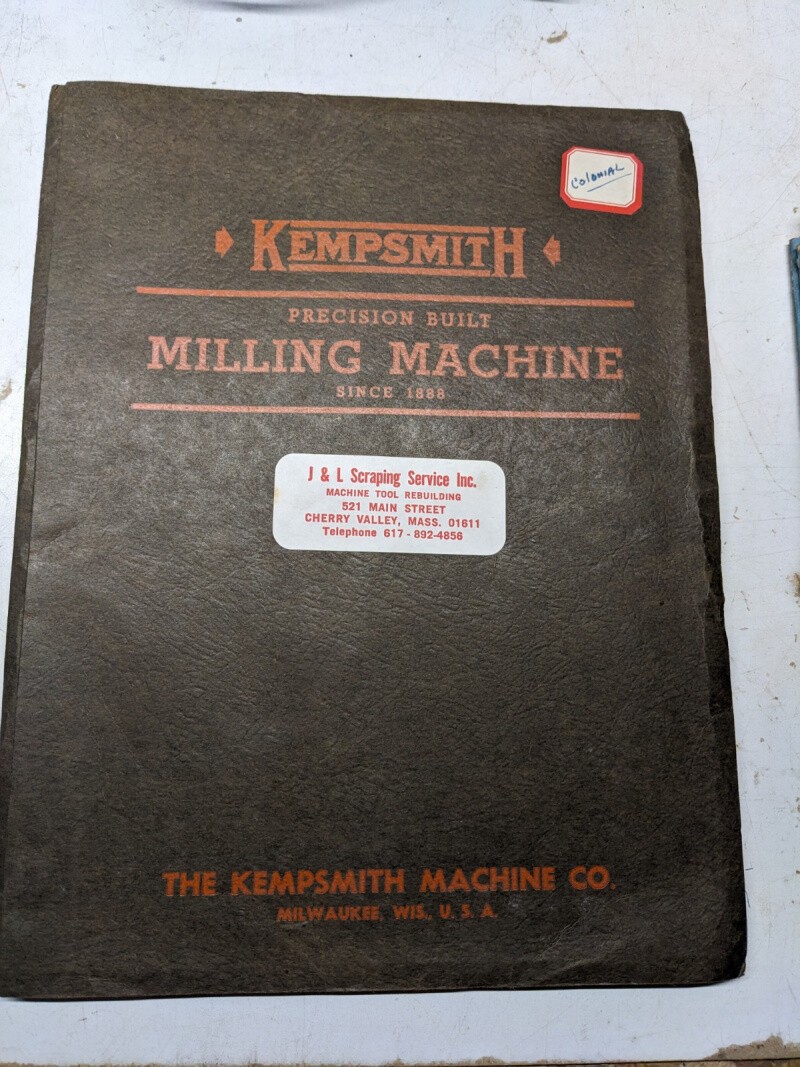 Colonial
KEMPSMITH
PRECISION BUILT
MILLING MACHINE
SINCE 1888
J & L Scraping Service Inc.
MACHINE TOOL REBUILDING
521 MAIN STREET
CHERRY VALLEY, MASS. 01611
Telephone 617 - 892-4856
THE KEMPSMITH MACHINE CO.
MILWAUKEE, WIS., U. S. A.